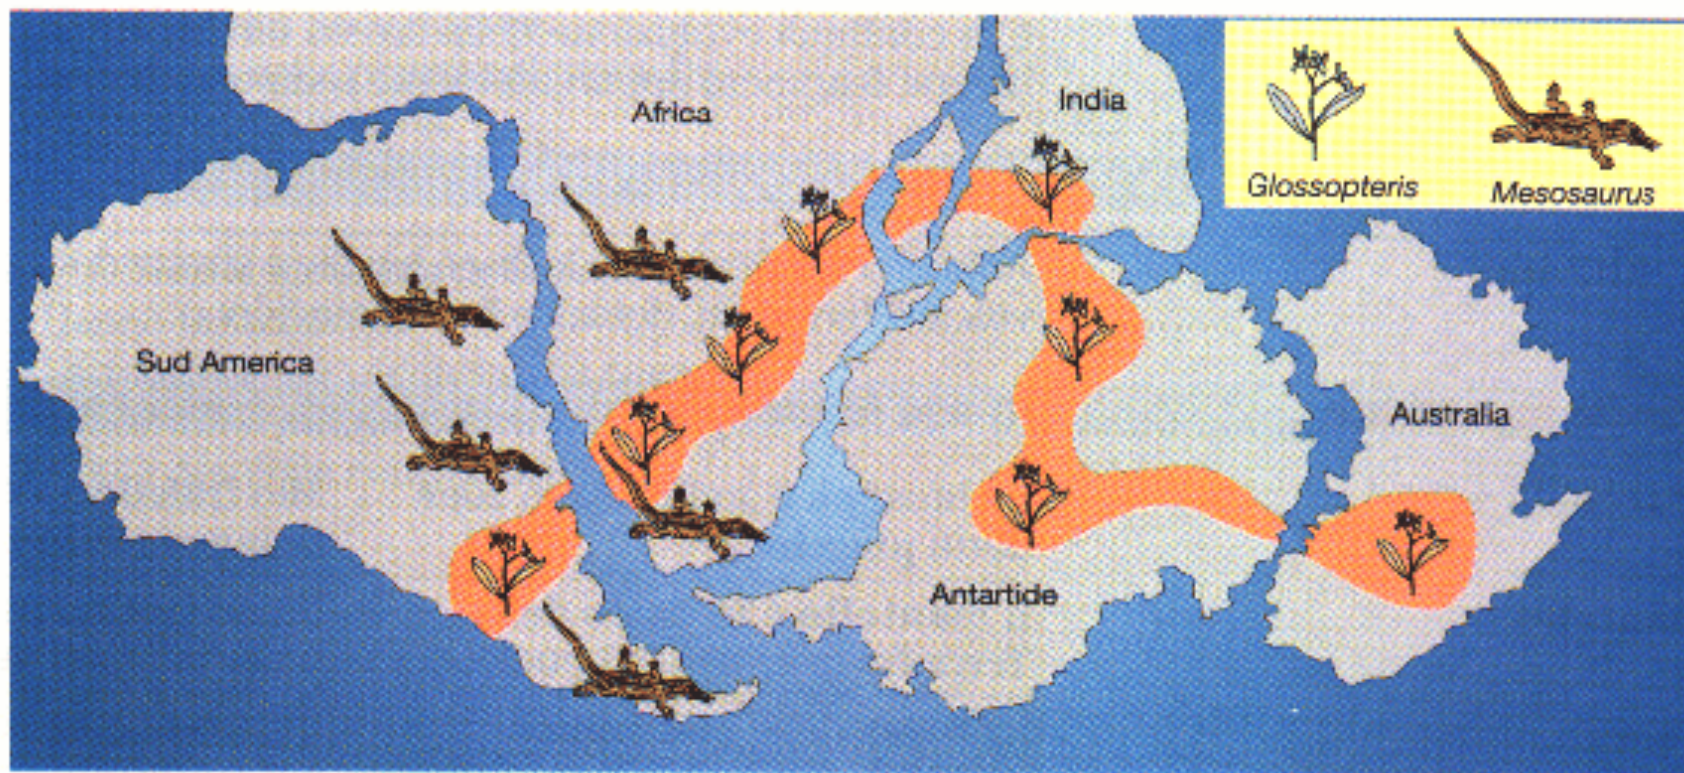 Africa
India
Sud America
Australia
Antartide
Glossopteris
Mesosaurus